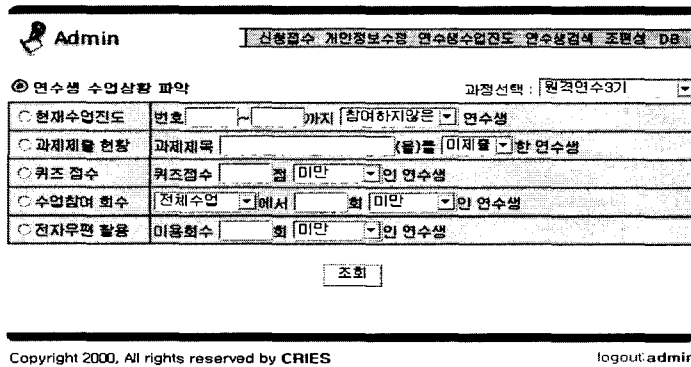 Admin
신청접수 개인정보수정 연수생수업진도 연수생검색 조편성 DB
연수생 수업상황 파악
과정선택 : 원격연수3기
현재수업진도 번호 ~ 까지 참여하지않은 연수생
과제제출 현황 과제제목 (을)를 미제출 한 연수생
퀴즈 점수 퀴즈점수 점 미만 인 연수생
수업참여 회수 전체수업 에서 회 미만 인 연수생
전자우편 활용 이용회수 회 미만 인 연수생
조회
Copyright 2000, All rights reserved by CRIES
logout:admin